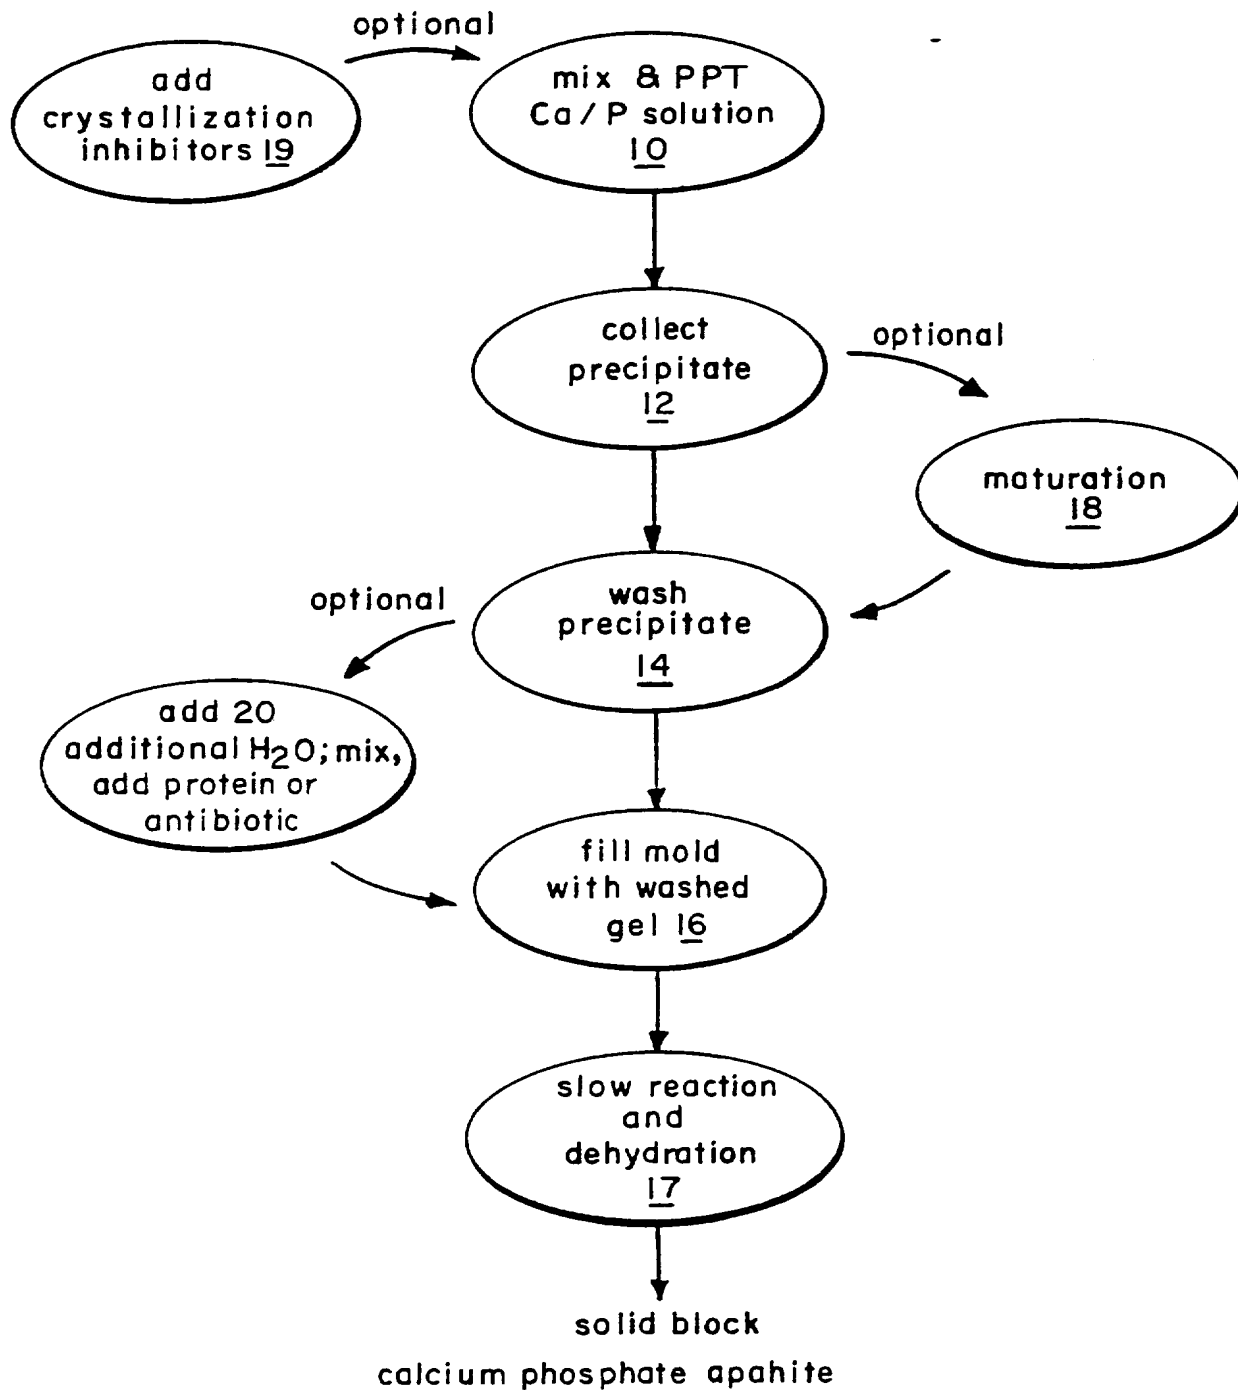 optional
add
crystallization
inhibitors 19
mix & PPT
Ca/P solution
10
collect
precipitate
12
optional
maturation
18
wash
precipitate
14
optional
add 20
additional H2O; mix,
add protein or
antibiotic
fill mold
with washed
gel 16
slow reaction
and
dehydration
17
solid block
calcium phosphate apahite